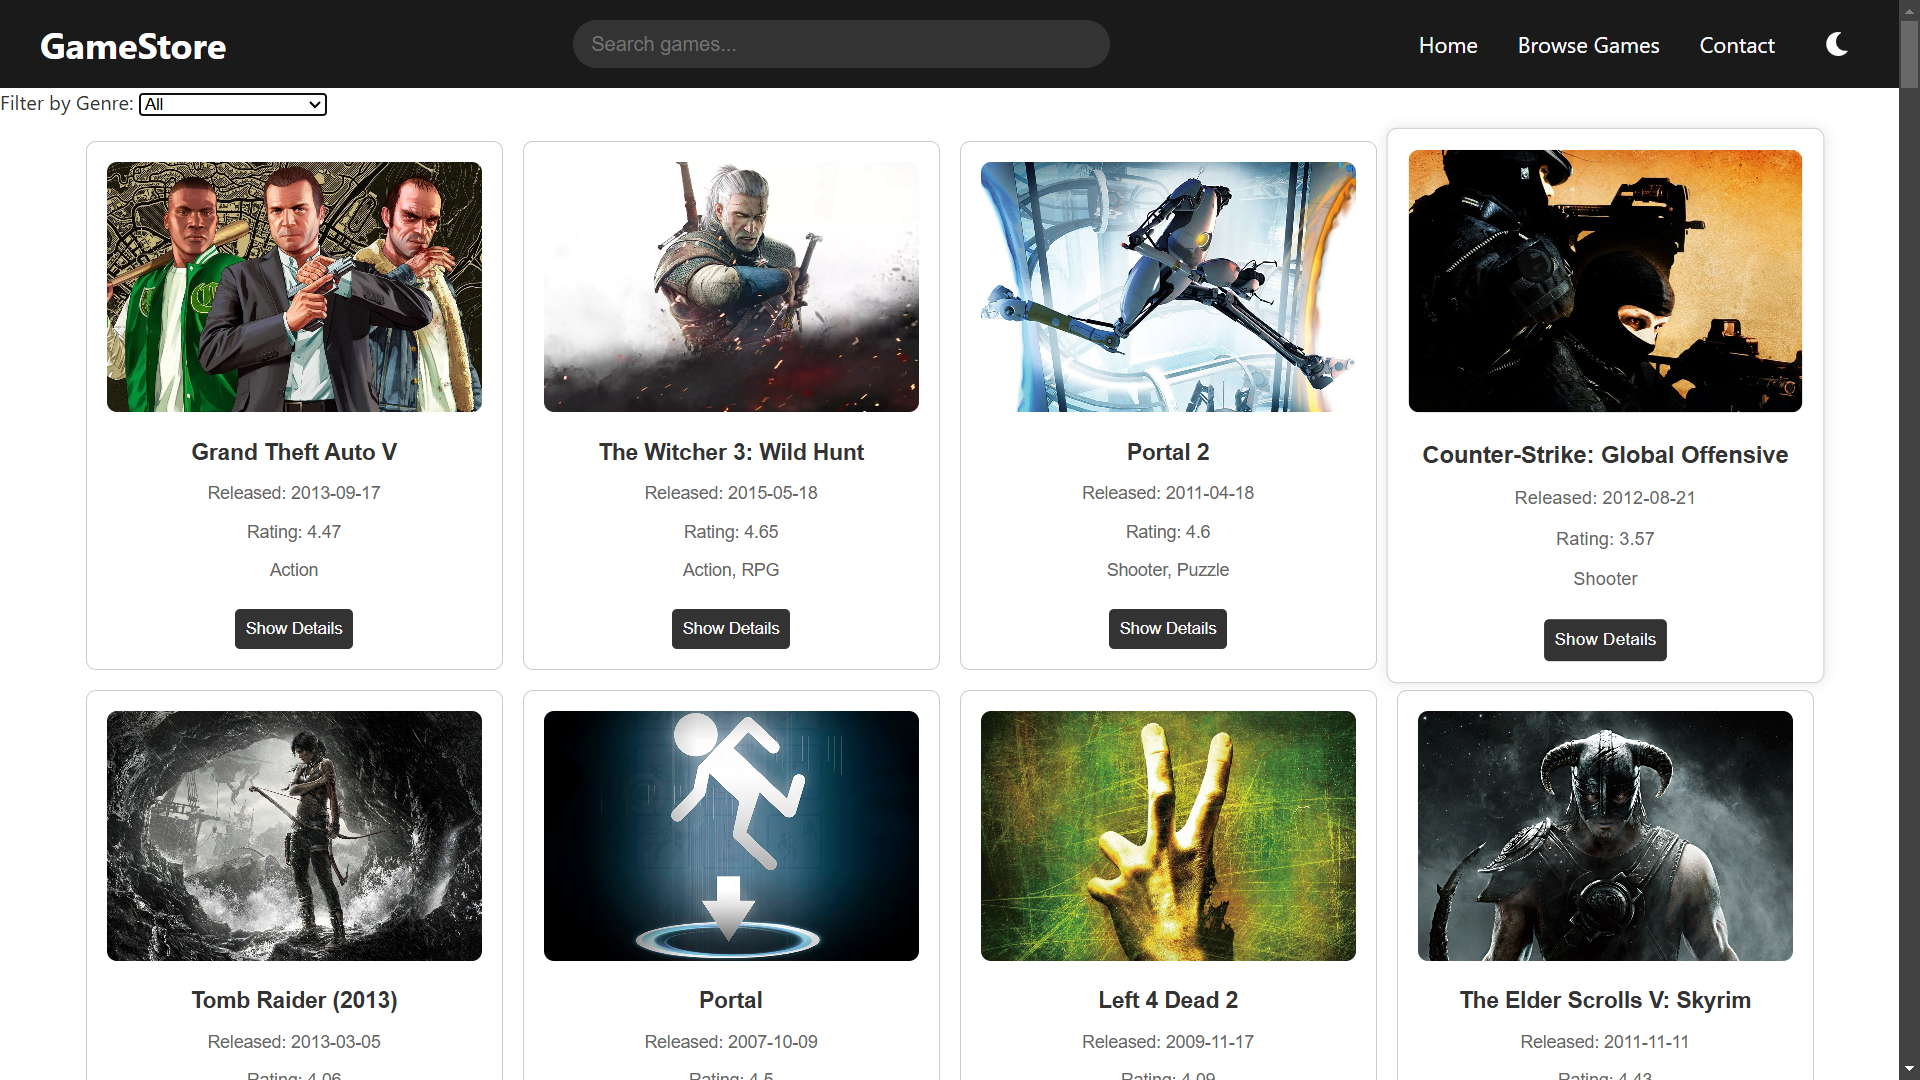 GameStore
Search games...
Home
Browse Games
Contact
Filter by Genre: All
Grand Theft Auto V
Released: 2013-09-17
Rating: 4.47
Action
Show Details
The Witcher 3: Wild Hunt
Released: 2015-05-18
Rating: 4.65
Action, RPG
Show Details
Portal 2
Released: 2011-04-18
Rating: 4.6
Shooter, Puzzle
Show Details
Counter-Strike: Global Offensive
Released: 2012-08-21
Rating: 3.57
Shooter
Show Details
Tomb Raider (2013)
Released: 2013-03-05
Rating: 4.06
Portal
Released: 2007-10-09
Rating: 4.5
Left 4 Dead 2
Released: 2009-11-17
Rating: 4.09
The Elder Scrolls V: Skyrim
Released: 2011-11-11
Rating: 4.43